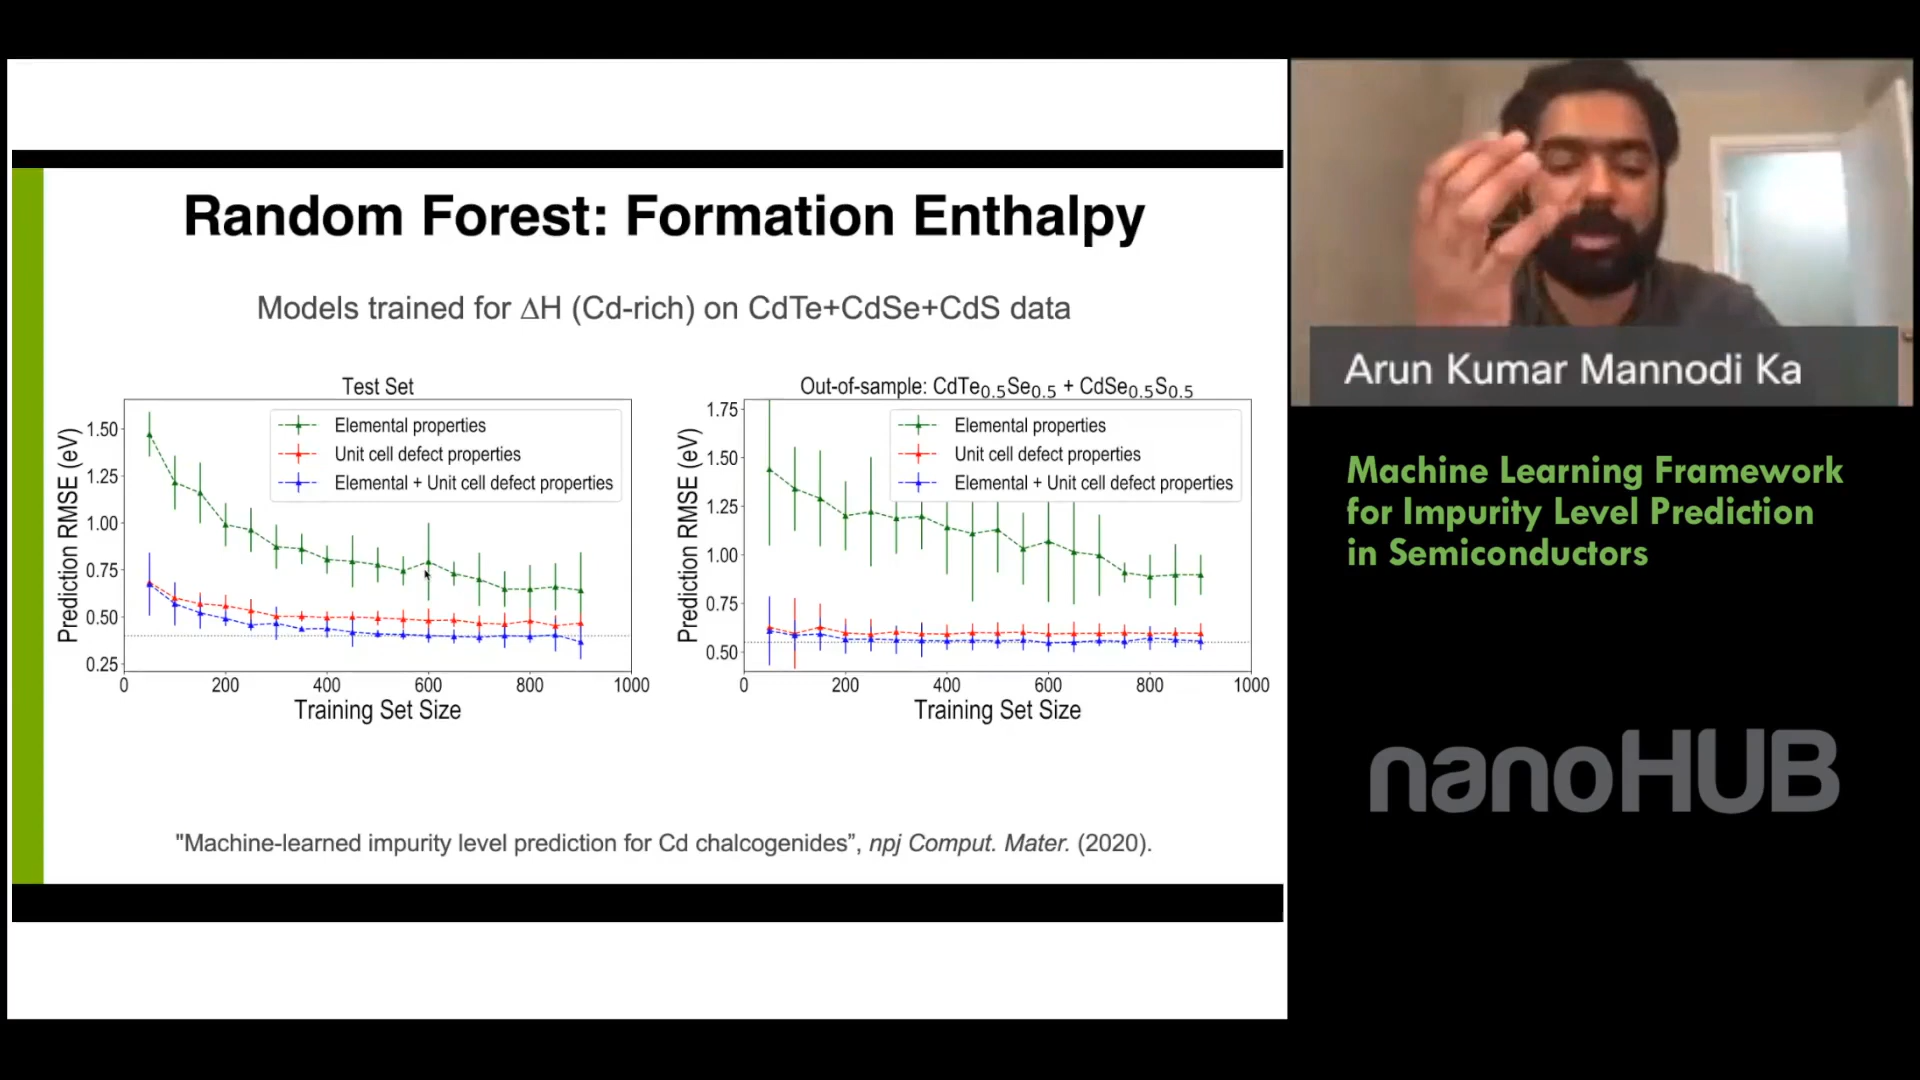 Random Forest: Formation Enthalpy
Models trained for ΔH (Cd-rich) on CdTe+CdSe+CdS data
Test Set
Prediction RMSE (eV)
1.50
1.25
1.00
0.75
0.50
0.25
Elemental properties
Unit cell defect properties
Elemental + Unit cell defect properties
0 200 400 600 800 1000
Training Set Size
Out-of-sample: CdTe₀.₅Se₀.₅ + CdSe₀.₅S₀.₅
Prediction RMSE (eV)
1.75
1.50
1.25
1.00
0.75
0.50
Elemental properties
Unit cell defect properties
Elemental + Unit cell defect properties
0 200 400 600 800 1000
Training Set Size
"Machine-learned impurity level prediction for Cd chalcogenides”, npj Comput. Mater. (2020).
Arun Kumar Mannodi Ka
Machine Learning Framework
for Impurity Level Prediction
in Semiconductors
nanoHUB